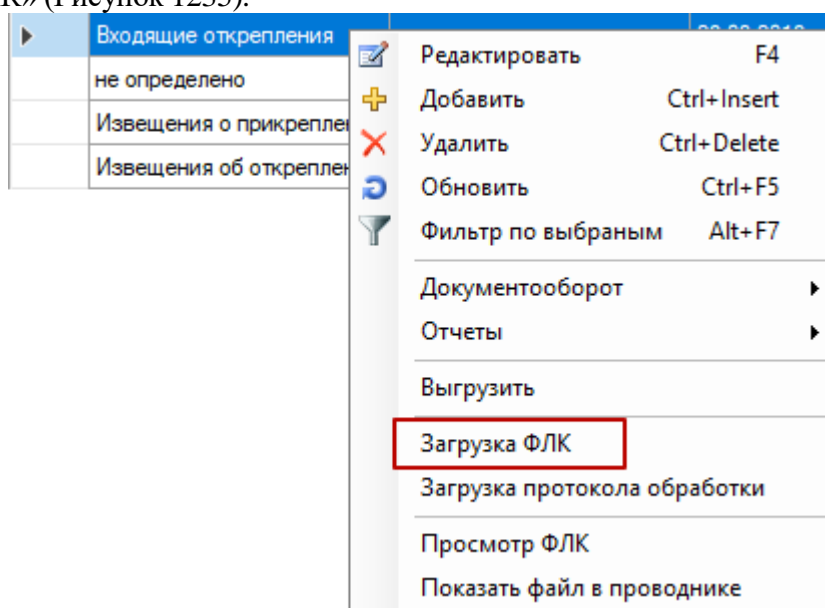 К» (Рисунок 1235).
Входящие открепления
не определено
Извещения о прикреплен
Извещения об откреплен
Редактировать F4
Добавить Ctrl+Insert
Удалить Ctrl+Delete
Обновить Ctrl+F5
Фильтр по выбраным Alt+F7
Документооборот
Отчеты
Выгрузить
Загрузка ФЛК
Загрузка протокола обработки
Просмотр ФЛК
Показать файл в проводнике